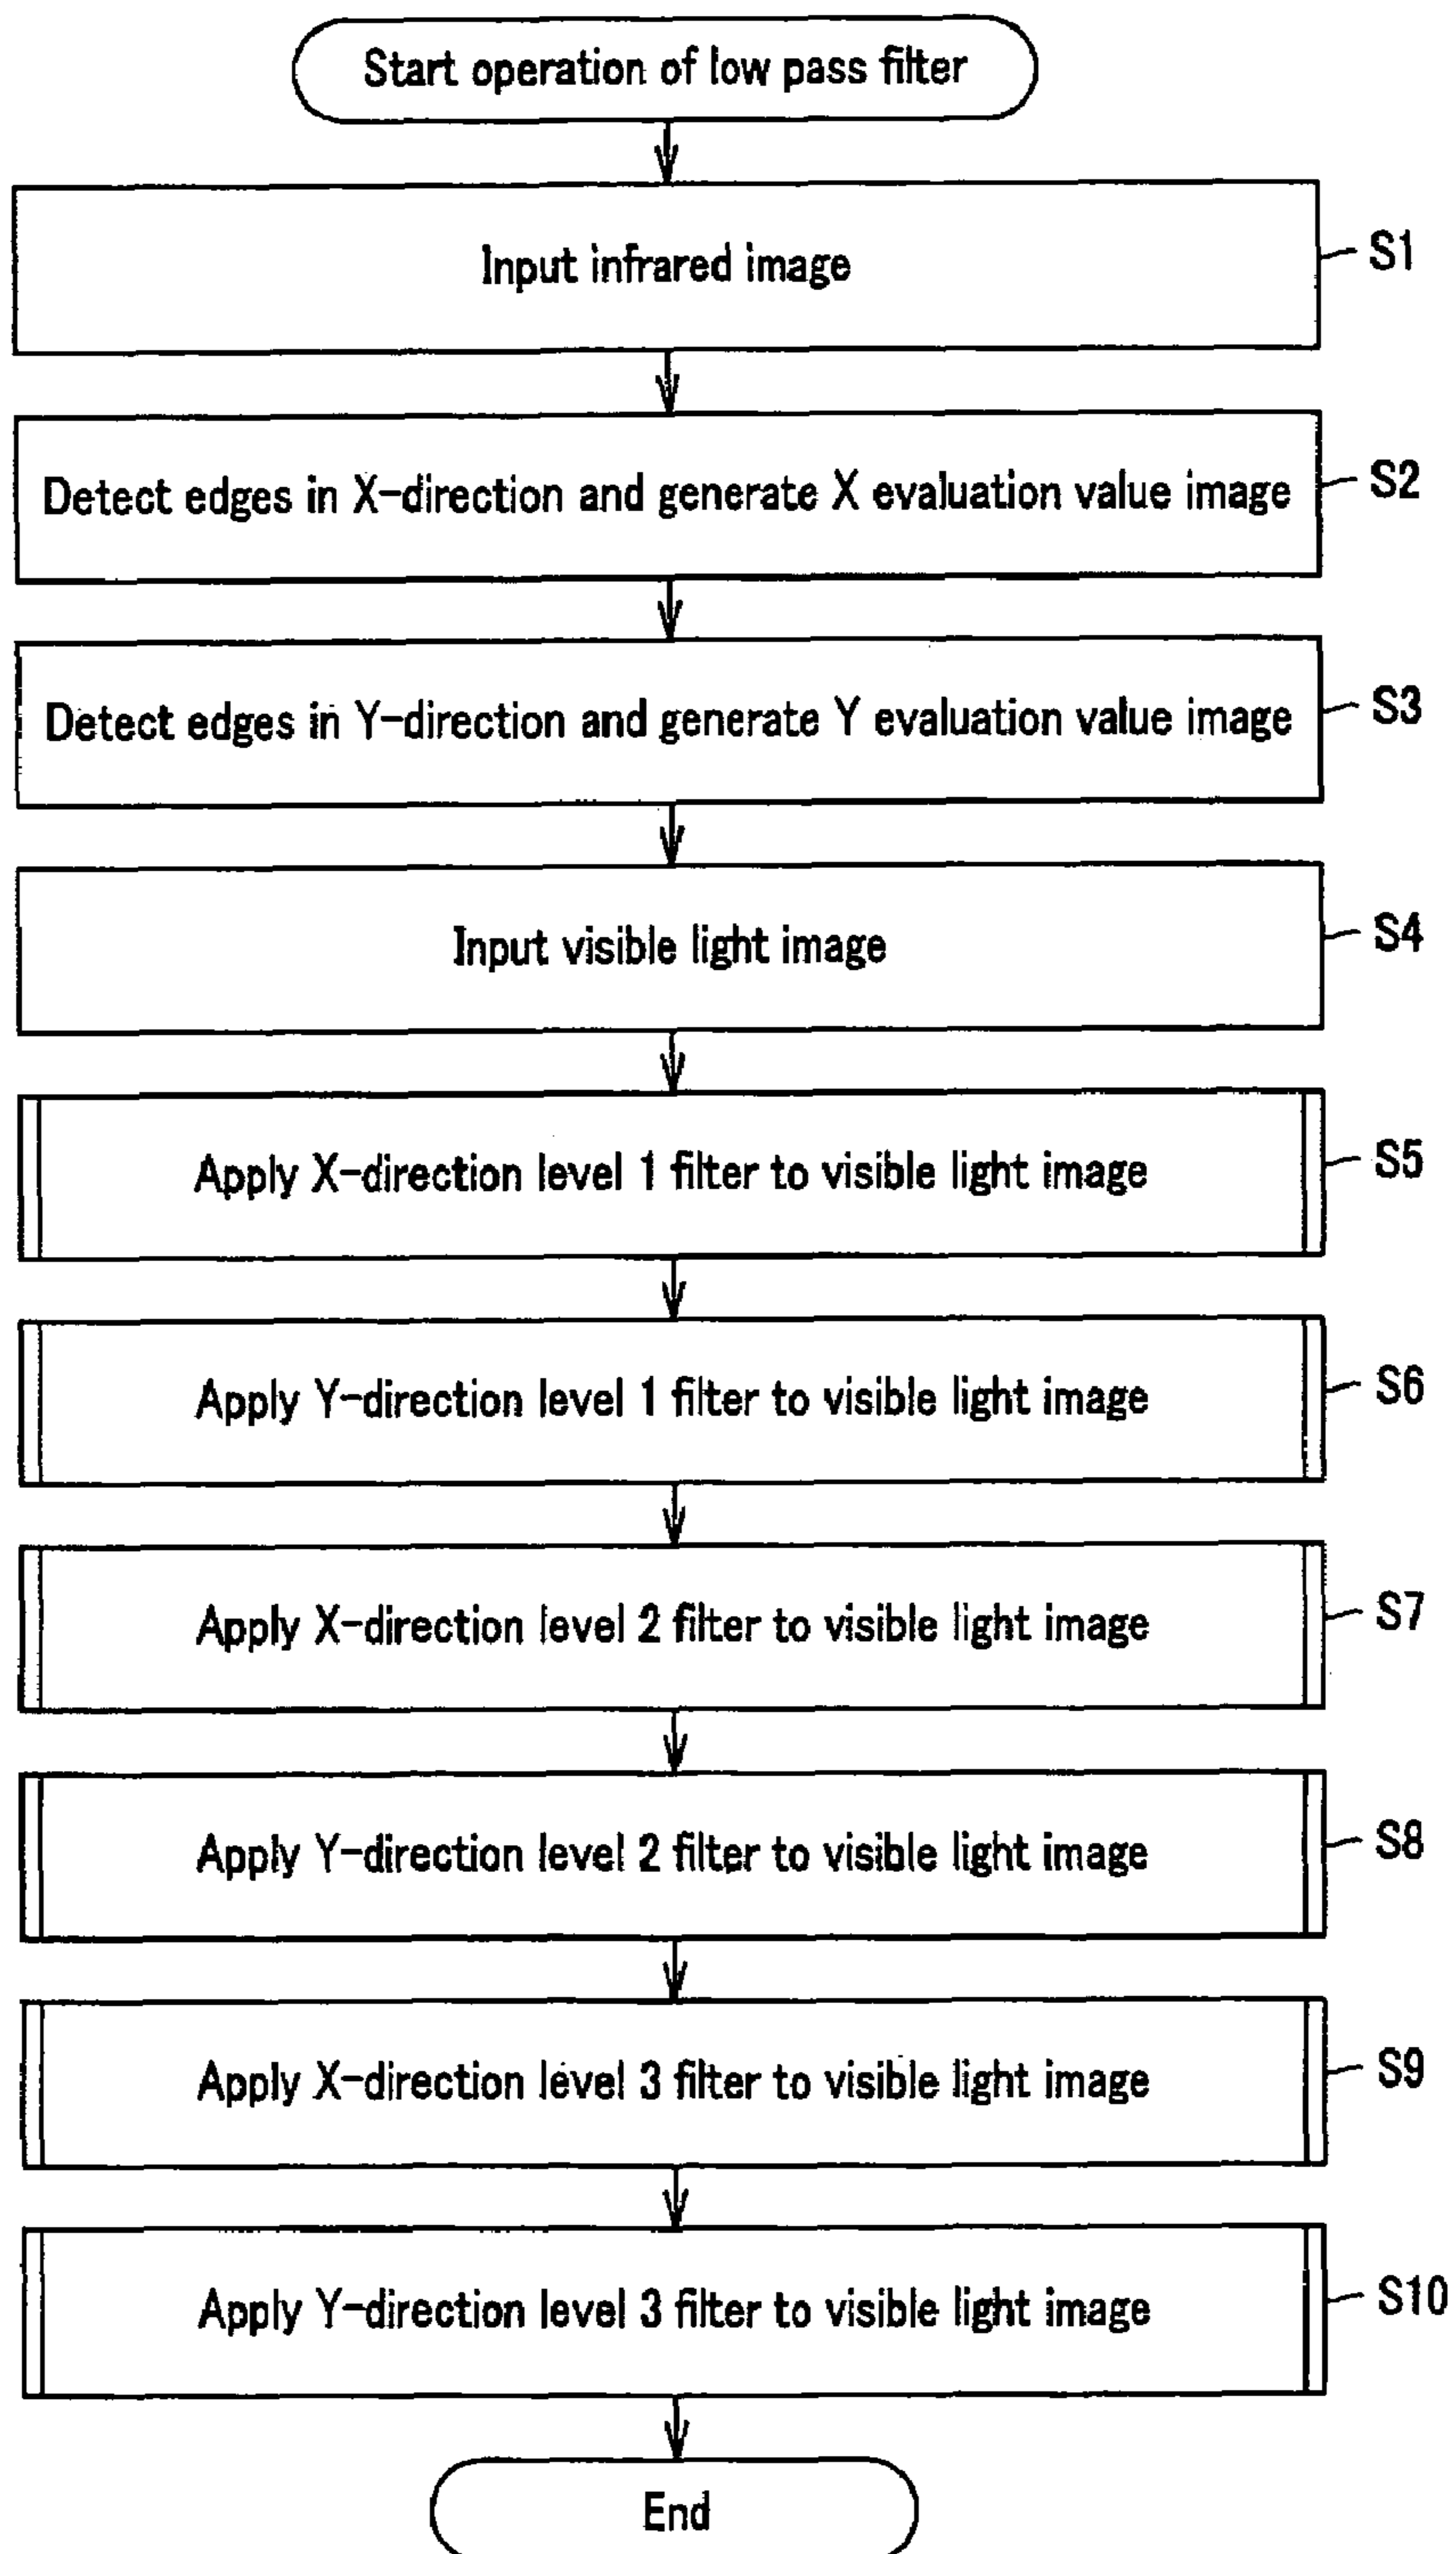 Start operation of low pass filter
Input infrared image
S1
Detect edges in X-direction and generate X evaluation value image
S2
Detect edges in Y-direction and generate Y evaluation value image
S3
Input visible light image
S4
Apply X-direction level 1 filter to visible light image
S5
Apply Y-direction level 1 filter to visible light image
S6
Apply X-direction level 2 filter to visible light image
S7
Apply Y-direction level 2 filter to visible light image
S8
Apply X-direction level 3 filter to visible light image
S9
Apply Y-direction level 3 filter to visible light image
S10
End